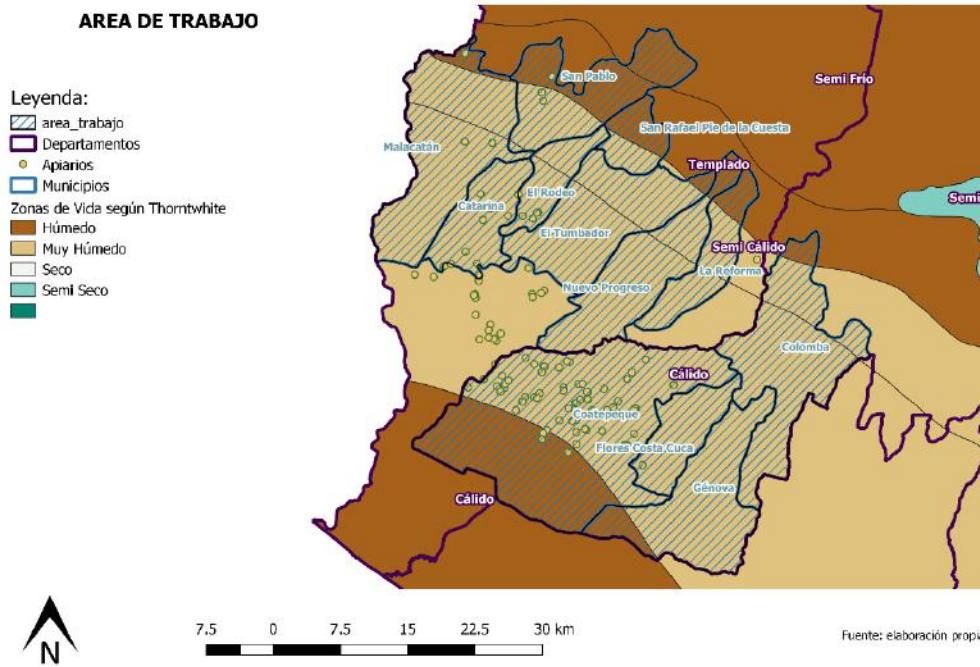 AREA DE TRABAJO
Leyenda:
area_trabajo
Departamentos
Apiarios
Municipios
Zonas de Vida según Thorntwhite
Húmedo
Muy Húmedo
Seco
Semi Seco
San Pablo
Semi Frío
San Rafael Pie de la Cuesta
Malacatán
Templado
El Rodeo
Semi
Catarina
El Tumbador
Semi Cálido
La Reforma
Nuevo Progreso
Colomba
Cálido
Coatepeque
Flores Costa Cuca
Génova
Cálido
N
7.5 0 7.5 15 22.5 30 km
Fuente: elaboración propi